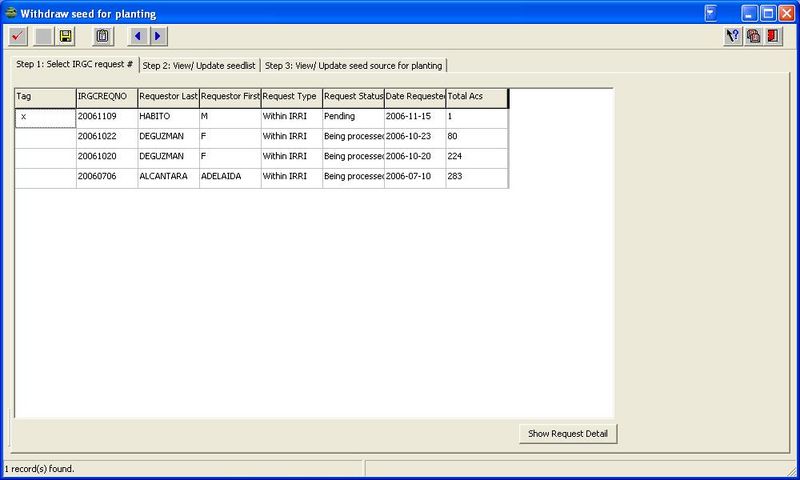 Withdraw seed for planting
Step 1: Select IRGC request # Step 2: View/ Update seedlist Step 3: View/ Update seed source for planting
Tag IRGCREQNO Requestor Last Requestor First Request Type Request Status Date Requested Total Acs
x 20061109 HABITO M Within IRRI Pending 2006-11-15 1
20061022 DEGUZMAN F Within IRRI Being processed 2006-10-23 80
20061020 DEGUZMAN F Within IRRI Being processed 2006-10-20 224
20060706 ALCANTARA ADELAIDA Within IRRI Being processed 2006-07-10 283
Show Request Detail
1 record(s) found.